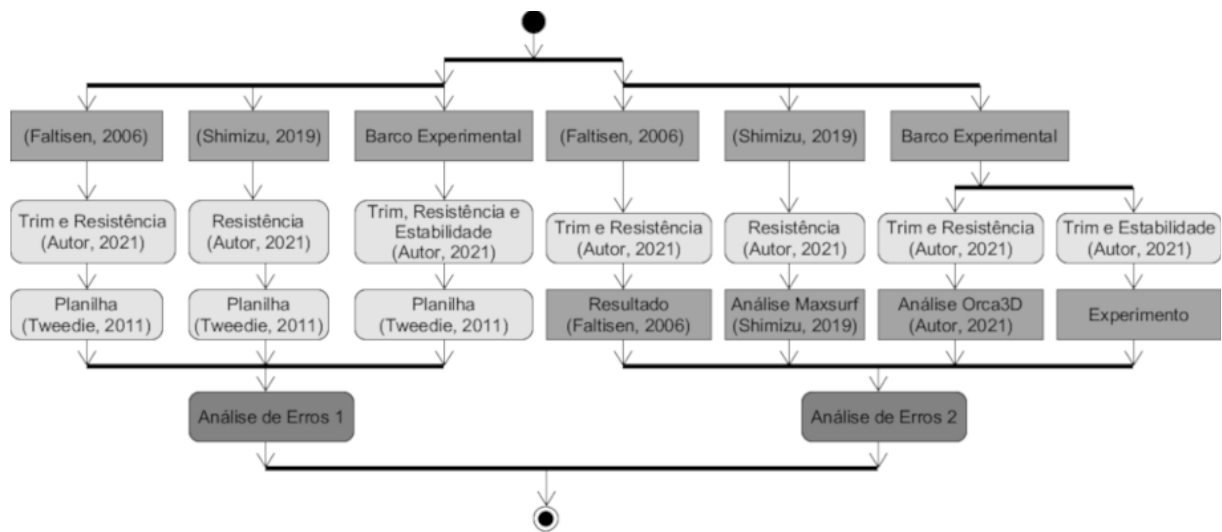 (Faltisen, 2006)
(Shimizu, 2019)
Barco Experimental
(Faltisen, 2006)
(Shimizu, 2019)
Barco Experimental
Trim e Resistência
(Autor, 2021)
Resistência
(Autor, 2021)
Trim, Resistência e
Estabilidade
(Autor, 2021)
Trim e Resistência
(Autor, 2021)
Resistência
(Autor, 2021)
Trim e Resistência
(Autor, 2021)
Trim e Estabilidade
(Autor, 2021)
Planilha
(Tweedie, 2011)
Planilha
(Tweedie, 2011)
Planilha
(Tweedie, 2011)
Resultado
(Faltisen, 2006)
Análise Maxsurf
(Shimizu, 2019)
Análise Orca3D
(Autor, 2021)
Experimento
Análise de Erros 1
Análise de Erros 2